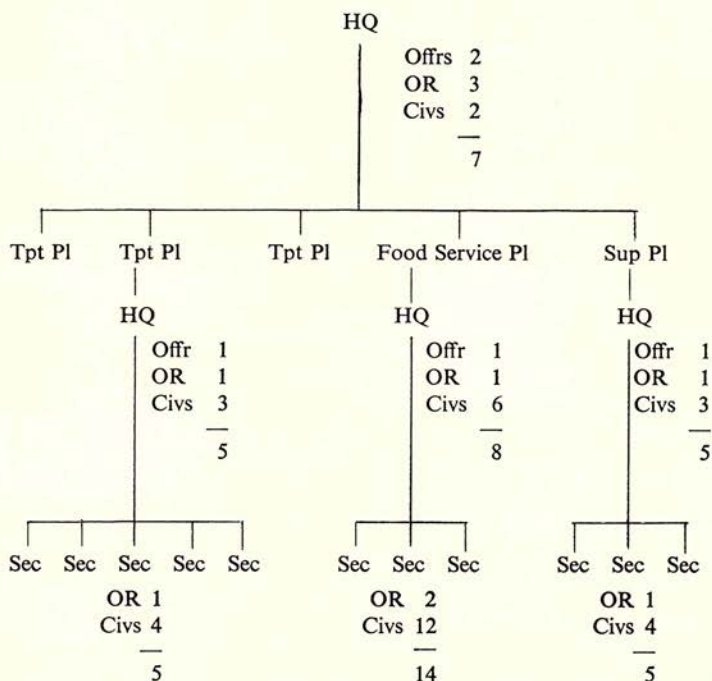 HQ
Offrs 2
OR 3
Civs 2
7
Tpt Pl Tpt Pl Tpt Pl Food Service Pl Sup Pl
HQ HQ HQ
Offr 1 Offr 1 Offr 1
OR 1 OR 1 OR 1
Civs 3 Civs 6 Civs 3
5 8 5
Sec Sec Sec Sec Sec Sec Sec Sec Sec Sec Sec
OR 1 OR 2 OR 1
Civs 4 Civs 12 Civs 4
5 14 5